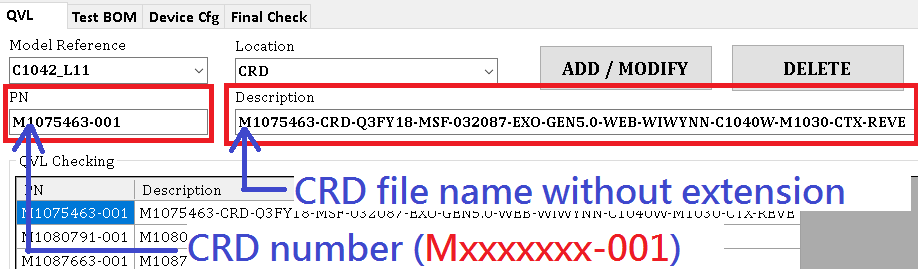 QVL Test BOM Device Cfg Final Check
Model Reference Location
C1042_L11 CRD ADD / MODIFY DELETE
PN Description
M1075463-001 M1075463-CRD-Q3FY18-MSF-032087-EXO-GEN5.0-WEB-WIWYNN-C1040W-M1030-CTX-REVE
QVL Checking
PN Description
CRD file name without extension
M1075463-001 M1075463-CRD-Q3FY18-MSF-032087-EXO-GEN5.0-WEB-WIWYNN-C1040W-M1030-CTX-REVE
M1080791-001 M1080
CRD number (Mxxxxxxx-001)
M1087663-001 M1087